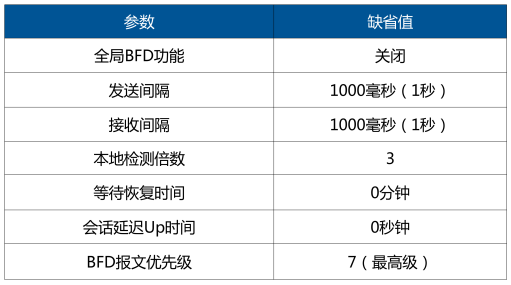 参数 缺省值
全局BFD功能 关闭
发送间隔 1000毫秒（1秒）
接收间隔 1000毫秒（1秒）
本地检测倍数 3
等待恢复时间 0分钟
会话延迟Up时间 0秒钟
BFD报文优先级 7（最高级）